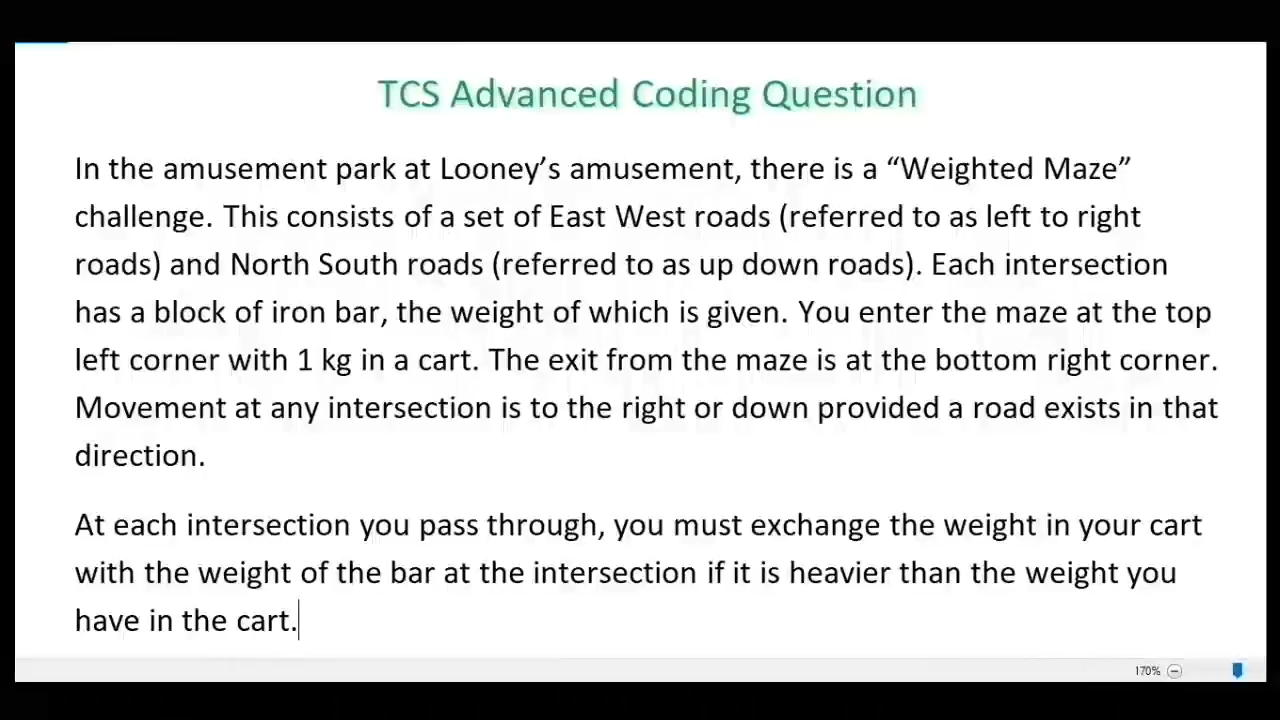 TCS Advanced Coding Question
In the amusement park at Looney’s amusement, there is a “Weighted Maze”
challenge. This consists of a set of East West roads (referred to as left to right
roads) and North South roads (referred to as up down roads). Each intersection
has a block of iron bar, the weight of which is given. You enter the maze at the top
left corner with 1 kg in a cart. The exit from the maze is at the bottom right corner.
Movement at any intersection is to the right or down provided a road exists in that
direction.
At each intersection you pass through, you must exchange the weight in your cart
with the weight of the bar at the intersection if it is heavier than the weight you
have in the cart.
170%